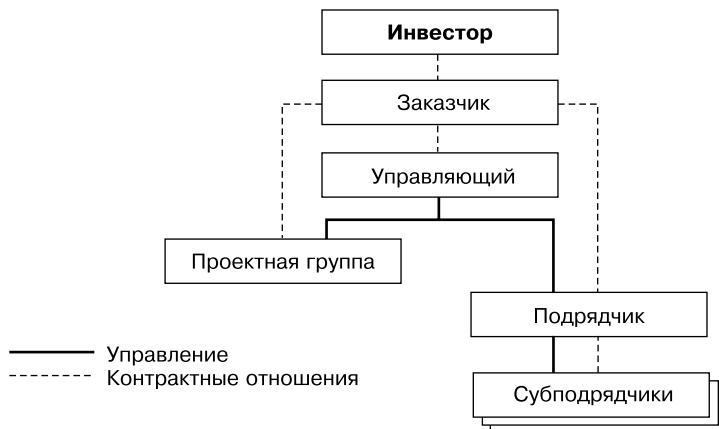 Инвестор
Заказчик
Управляющий
Проектная группа
Подрядчик
Управление
Контрактные отношения
Субподрядчики